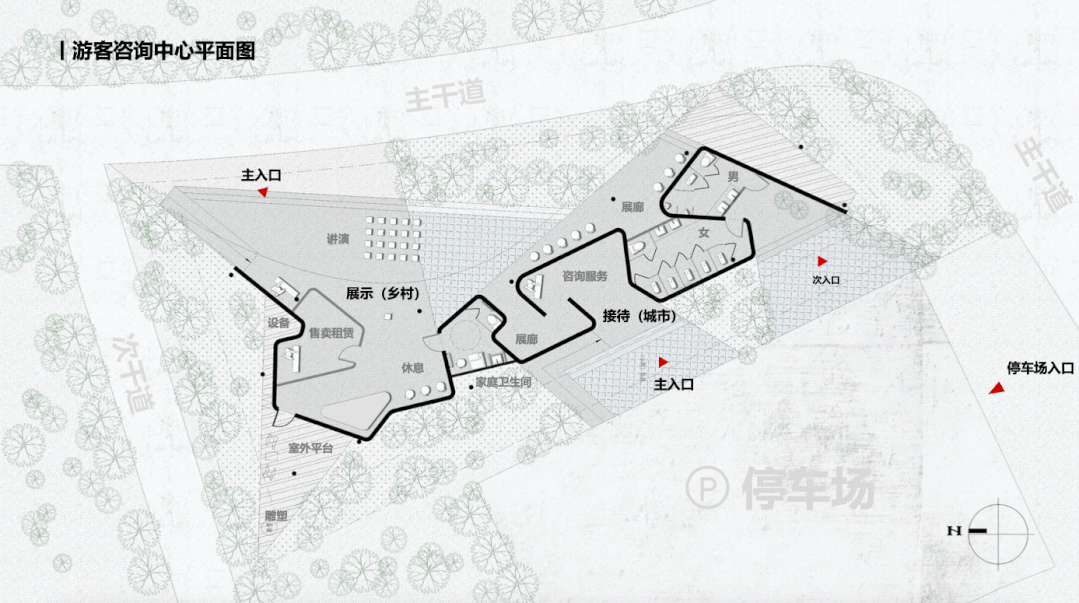 游客咨询中心平面图
主干道
主干道
主入口
男
展廊
女
讲演
咨询服务
次入口
展示（乡村）
接待（城市）
设备
售卖租赁
展廊
次干道
休息
家庭卫生间
主入口
停车场入口
室外平台
P 停车场
雕塑
N